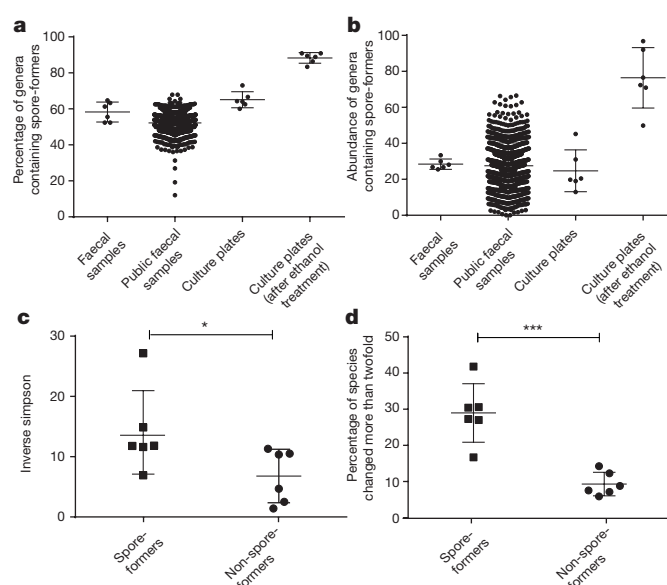 a
Percentage of genera
containing spore-formers
100
80
60
40
20
0
Faecal
samples
Public faecal
samples
Culture plates
Culture plates
(after ethanol
treatment)
b
Abundance of genera
containing spore-formers
100
80
60
40
20
0
Faecal
samples
Public faecal
samples
Culture plates
Culture plates
(after ethanol
treatment)
c
Inverse simpson
30
20
10
0
*
Spore-
formers
Non-spore-
formers
d
Percentage of species
changed more than twofold
50
40
30
20
10
0
***
Spore-
formers
Non-spore-
formers